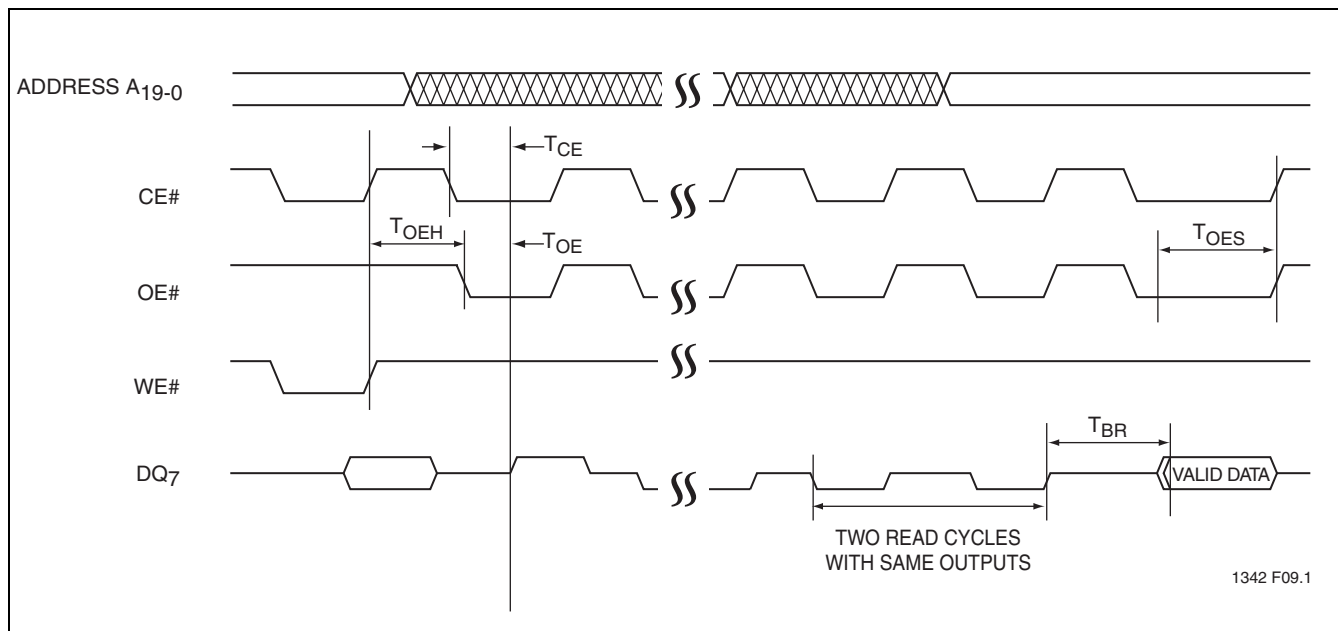 ADDRESS A19-0
TCE
CE#
TOEH
TOE
TOES
OE#
WE#
TBR
DQ7
VALID DATA
TWO READ CYCLES
WITH SAME OUTPUTS
1342 F09.1